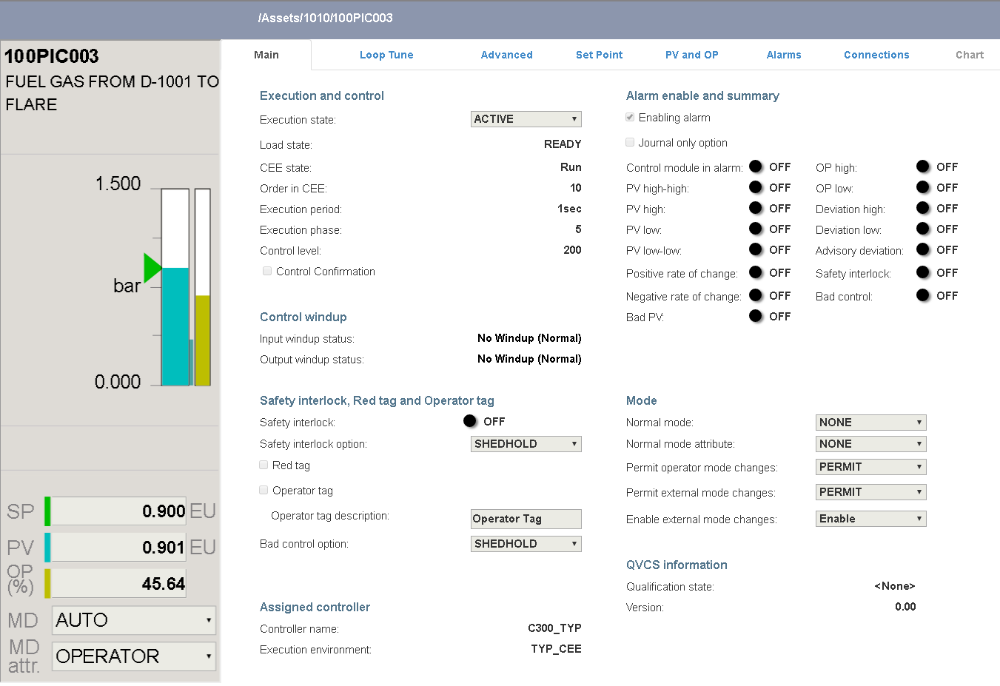 /Assets/1010/100PIC003
100PIC003
FUEL GAS FROM D-1001 TO
FLARE
1.500
bar
0.000
SP 0.900 EU
PV 0.901 EU
OP
(%) 45.64
MD AUTO
MD
attr. OPERATOR
Main Loop Tune Advanced Set Point PV and OP Alarms Connections Chart
Execution and control
Execution state: ACTIVE
Load state: READY
CEE state: Run
Order in CEE: 10
Execution period: 1sec
Execution phase: 5
Control level: 200
Control Confirmation
Control windup
Input windup status: No Windup (Normal)
Output windup status: No Windup (Normal)
Safety interlock, Red tag and Operator tag
Safety interlock: OFF
Safety interlock option: SHEDHOLD
Red tag
Operator tag
Operator tag description: Operator Tag
Bad control option: SHEDHOLD
Assigned controller
Controller name: C300_TYP
Execution environment: TYP_CEE
Alarm enable and summary
Enabling alarm
Journal only option
Control module in alarm: OFF OP high: OFF
PV high-high: OFF OP low: OFF
PV high: OFF Deviation high: OFF
PV low: OFF Deviation low: OFF
PV low-low: OFF Advisory deviation: OFF
Positive rate of change: OFF Safety interlock: OFF
Negative rate of change: OFF Bad control: OFF
Bad PV: OFF
Mode
Normal mode: NONE
Normal mode attribute: NONE
Permit operator mode changes: PERMIT
Permit external mode changes: PERMIT
Enable external mode changes: Enable
QVCS information
Qualification state: <None>
Version: 0.00